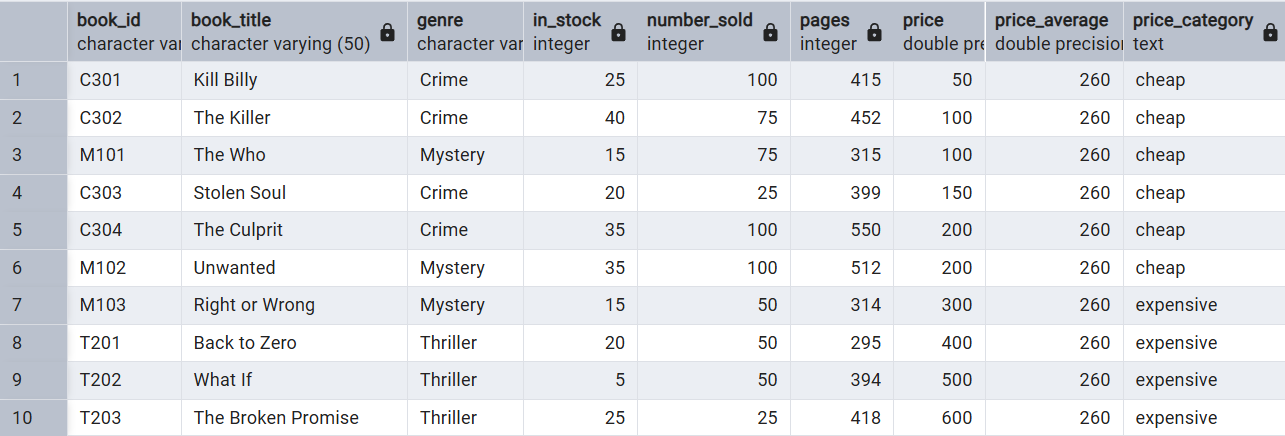 book_id book_title genre in_stock number_sold pages price price_average price_category
character var character varying (50) character var integer integer integer double pre double precision text
1 C301 Kill Billy Crime 25 100 415 50 260 cheap
2 C302 The Killer Crime 40 75 452 100 260 cheap
3 M101 The Who Mystery 15 75 315 100 260 cheap
4 C303 Stolen Soul Crime 20 25 399 150 260 cheap
5 C304 The Culprit Crime 35 100 550 200 260 cheap
6 M102 Unwanted Mystery 35 100 512 200 260 cheap
7 M103 Right or Wrong Mystery 15 50 314 300 260 expensive
8 T201 Back to Zero Thriller 20 50 295 400 260 expensive
9 T202 What If Thriller 5 50 394 500 260 expensive
10 T203 The Broken Promise Thriller 25 25 418 600 260 expensive